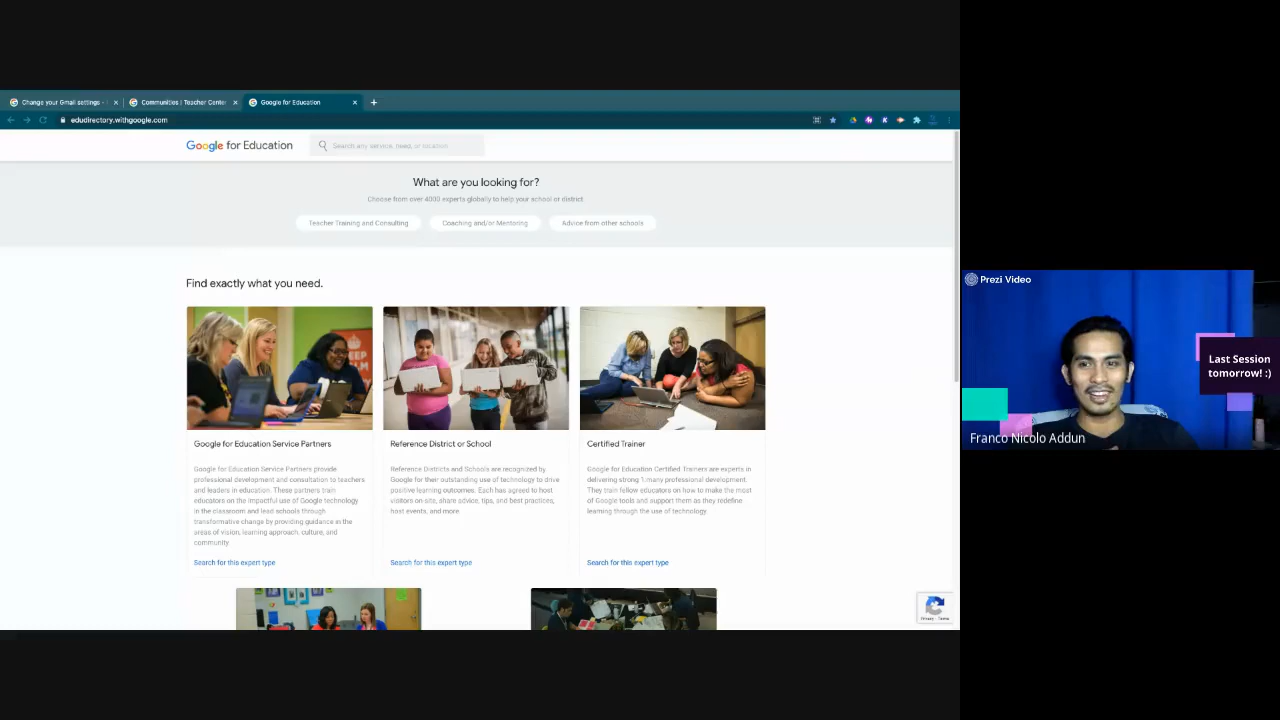 Change your Gmail settings -
Communities | Teacher Center
Google for Education
edudirectory.withgoogle.com
Google for Education
Search any service, need, or location
What are you looking for?
Choose from over 4000 experts globally to help your school or district.
Teacher Training and Consulting
Coaching and/or Mentoring
Advice from other schools
Find exactly what you need.
Google for Education Service Partners
Google for Education Service Partners provide
professional development and consultation to teachers
and leaders in education. These partners train
educators on the impactful use of Google technology
in the classroom and lead schools through
transformative change by providing guidance in the
areas of vision, learning approach, culture, and
community
Search for this expert type
Reference District or School
Reference Districts and Schools are recognized by
Google for their outstanding use of technology to drive
positive learning outcomes. Each has agreed to host
visitors on-site, share advice, tips, and best practices,
host events, and more.
Search for this expert type
Certified Trainer
Google for Education Certified Trainers are experts in
delivering strong 1:many professional development.
They train fellow educators on how to make the most
of Google tools and support them as they redefine
learning through the use of technology.
Search for this expert type
Privacy - Terms
Prezi Video
Last Session
tomorrow! :)
Franco Nicolo Addun